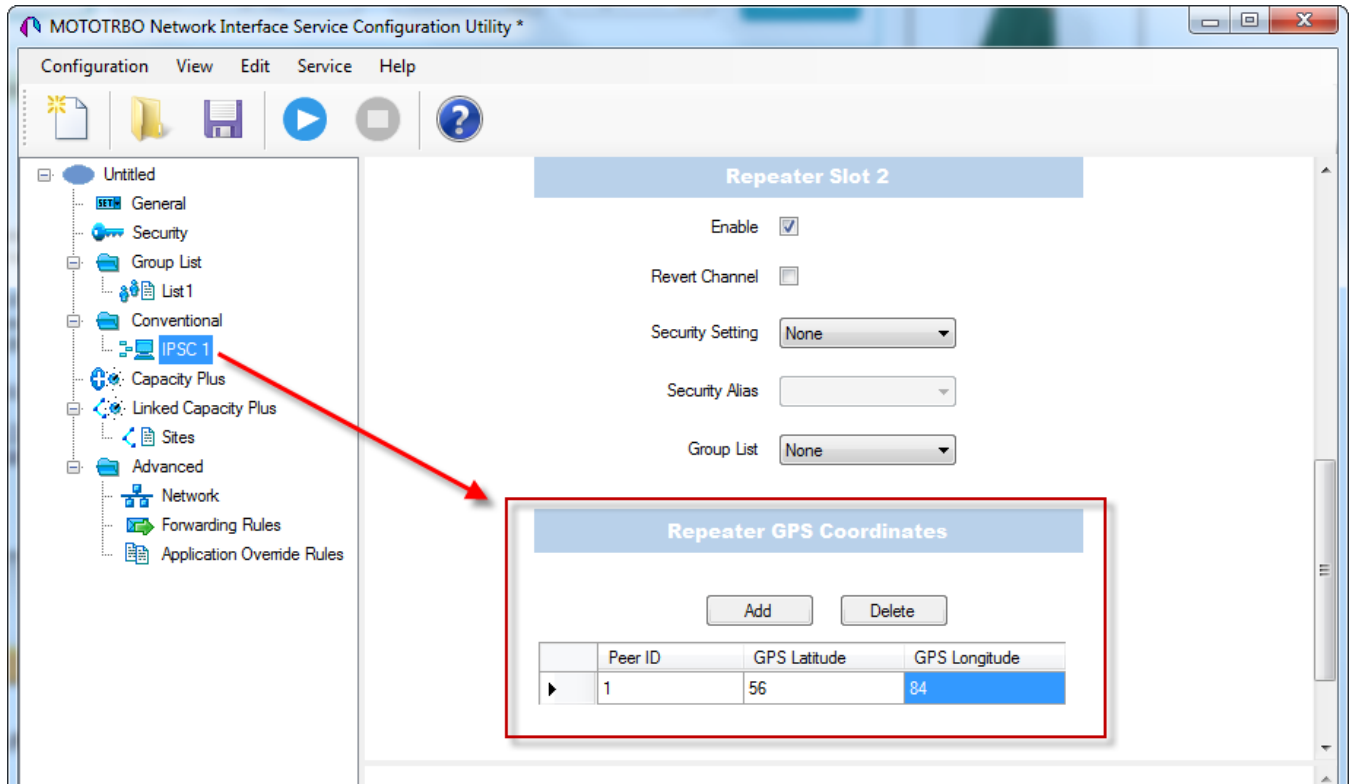 MOTOTRBO Network Interface Service Configuration Utility *
Configuration View Edit Service Help
Untitled
SET
General
Security
Group List
List1
Conventional
IPSC 1
Capacity Plus
Linked Capacity Plus
Sites
Advanced
Network
Forwarding Rules
Application Override Rules
Repeater Slot 2
Enable
Revert Channel
Security Setting None
Security Alias
Group List None
Repeater GPS Coordinates
Add Delete
Peer ID GPS Latitude GPS Longitude
1 56 84